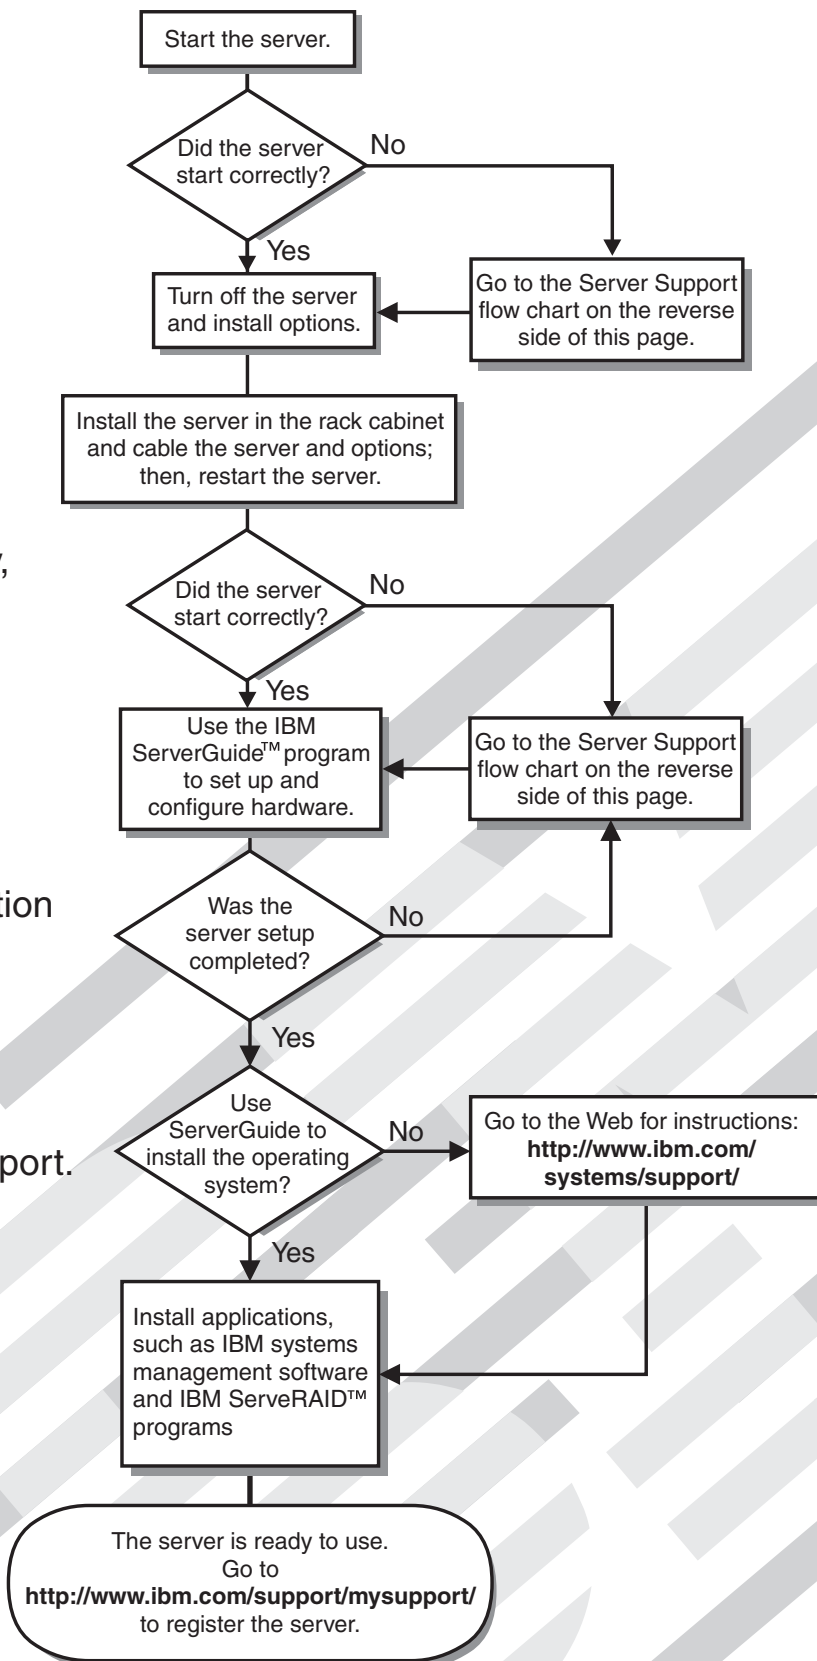 Start the server.
Did the server
start correctly?
No
Yes
Turn off the server
and install options.
Go to the Server Support
flow chart on the reverse
side of this page.
Install the server in the rack cabinet
and cable the server and options;
then, restart the server.
Did the server
start correctly?
No
Yes
Use the IBM
ServerGuide™ program
to set up and
configure hardware.
Go to the Server Support
flow chart on the reverse
side of this page.
Was the
server setup
completed?
No
tion
Yes
Use
ServerGuide to
install the operating
system?
No
Go to the Web for instructions:
http://www.ibm.com/
systems/support/
port.
Yes
Install applications,
such as IBM systems
management software
and IBM ServeRAID™
programs
The server is ready to use.
Go to
http://www.ibm.com/support/mysupport/
to register the server.